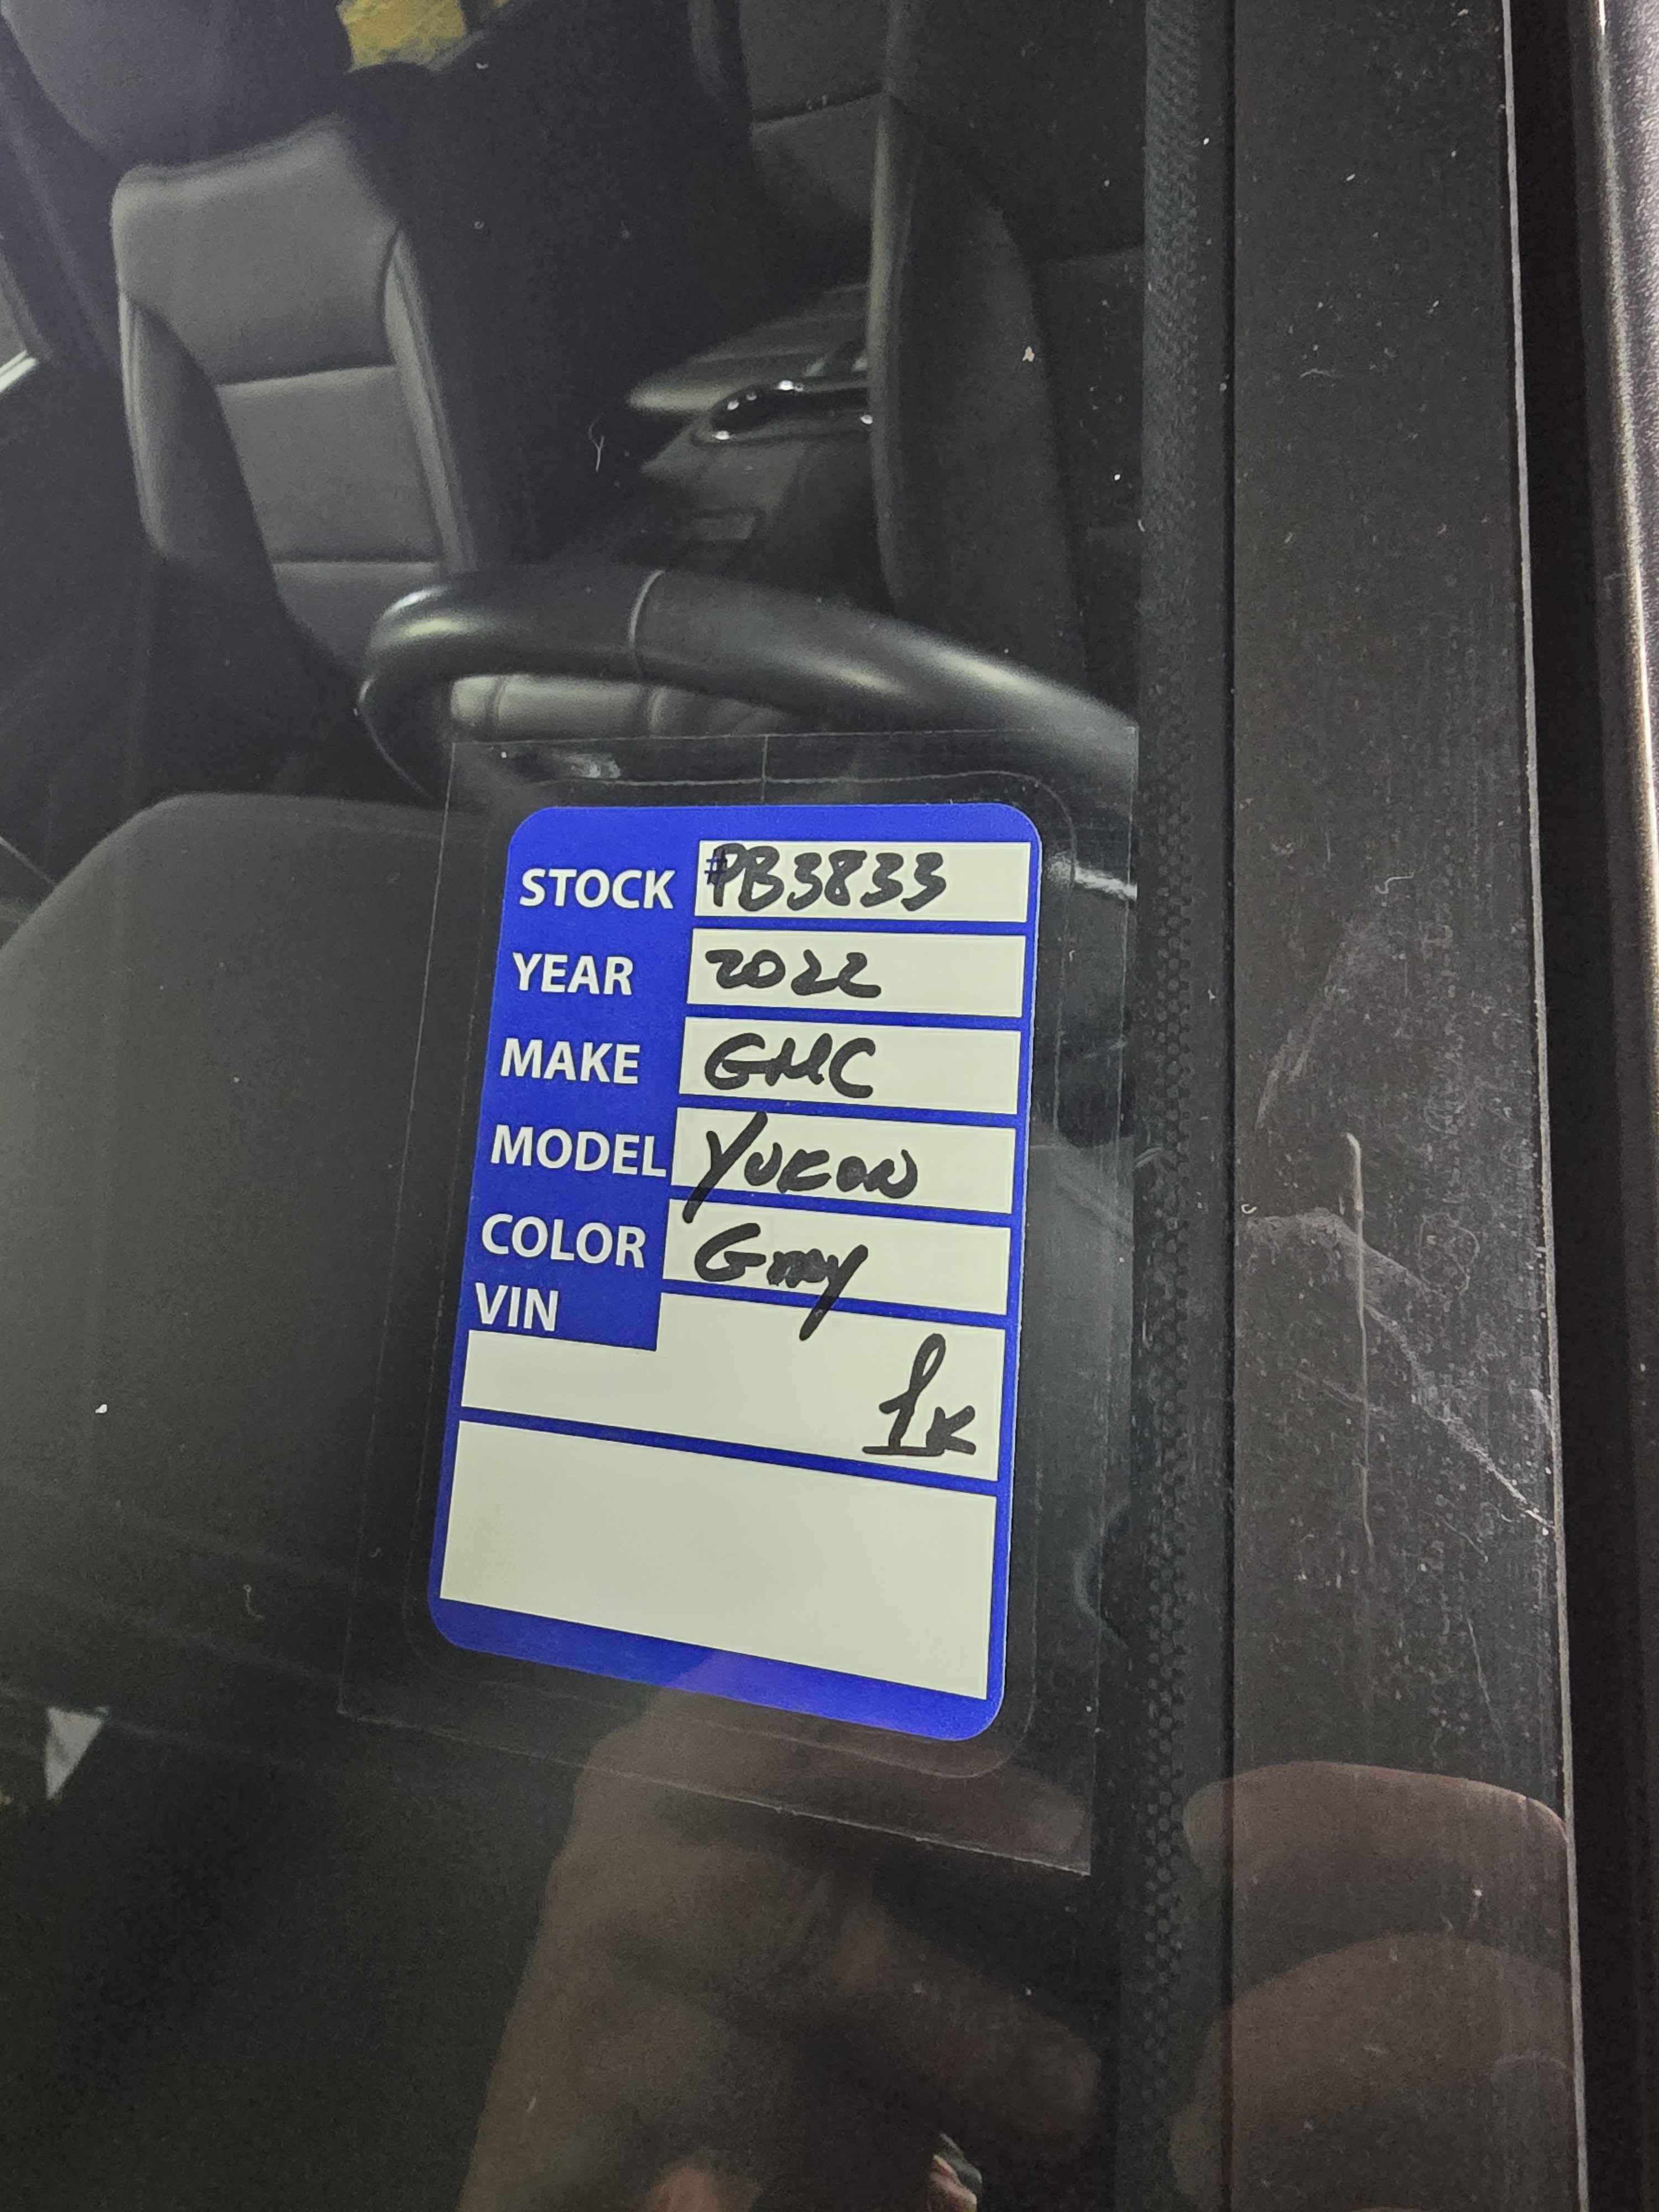 STOCK #PB3833
YEAR 2022
MAKE GMC
MODEL YUKON
COLOR Gray
VIN
1K